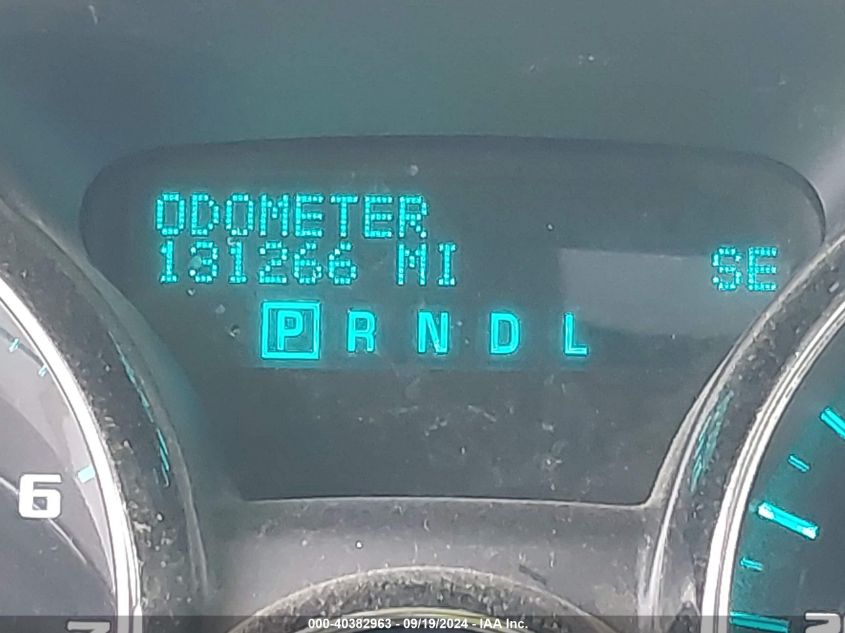 ODOMETER
131266 MI SE
P R N D L
6
000-40382963 - 09/19/2024 - IAA Inc.